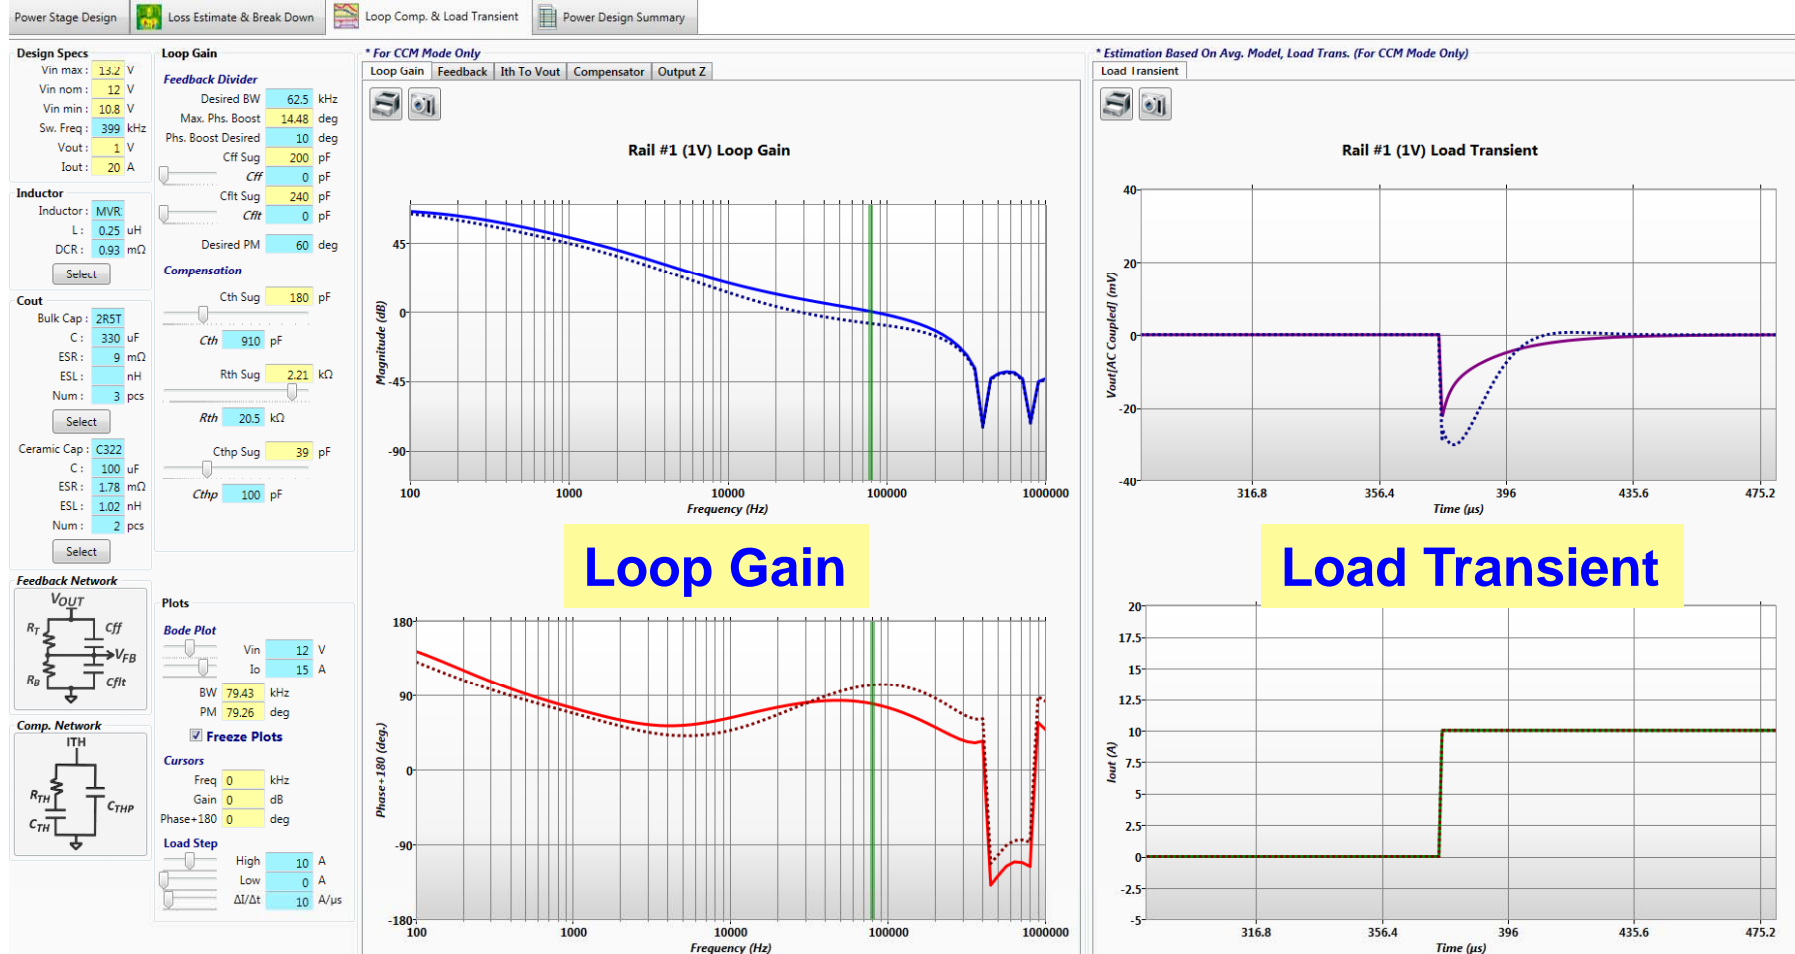 Power Stage Design
Loss Estimate & Break Down
Loop Comp. & Load Transient
Power Design Summary
Design Specs
Vin max : 13.2 V
Vin nom : 12 V
Vin min : 10.8 V
Sw. Freq : 399 kHz
Vout : 1 V
Iout : 20 A
Inductor
Inductor : MVR:
L : 0.25 uH
DCR : 0.93 mΩ
Select
Cout
Bulk Cap : 2R5T
C : 330 uF
ESR : 9 mΩ
ESL : nH
Num : 3 pcs
Select
Ceramic Cap : C322
C : 100 uF
ESR : 1.78 mΩ
ESL : 1.02 nH
Num : 2 pcs
Select
Feedback Network
VOUT
RT
Cff
VFB
RB
Cflt
Comp. Network
ITH
RTH
CTHP
CTH
Loop Gain
Feedback Divider
Desired BW 62.5 kHz
Max. Phs. Boost 14.48 deg
Phs. Boost Desired 10 deg
Cff Sug 200 pF
Cff 0 pF
Cflt Sug 240 pF
Cflt 0 pF
Desired PM 60 deg
Compensation
Cth Sug 180 pF
Cth 910 pF
Rth Sug 2.21 kΩ
Rth 20.5 kΩ
Cthp Sug 39 pF
Cthp 100 pF
Plots
Bode Plot
Vin 12 V
Io 15 A
BW 79.43 kHz
PM 79.26 deg
Freeze Plots
Cursors
Freq 0 kHz
Gain 0 dB
Phase+180 0 deg
Load Step
High 10 A
Low 0 A
ΔI/Δt 10 A/µs
* For CCM Mode Only
Loop Gain Feedback Ith To Vout Compensator Output Z
Rail #1 (1V) Loop Gain
Magnitude (dB)
45
0
-45
-90
100 1000 10000 100000 1000000
Frequency (Hz)
Loop Gain
Phase+180 (deg.)
180
90
0
-90
-180
100 1000 10000 100000 1000000
Frequency (Hz)
* Estimation Based On Avg. Model, Load Trans. (For CCM Mode Only)
Load Transient
Rail #1 (1V) Load Transient
Vout[AC Coupled] (mV)
40
20
0
-20
-40
316.8 356.4 396 435.6 475.2
Time (µs)
Load Transient
Iout (A)
20
17.5
15
12.5
10
7.5
5
2.5
0
-2.5
-5
316.8 356.4 396 435.6 475.2
Time (µs)